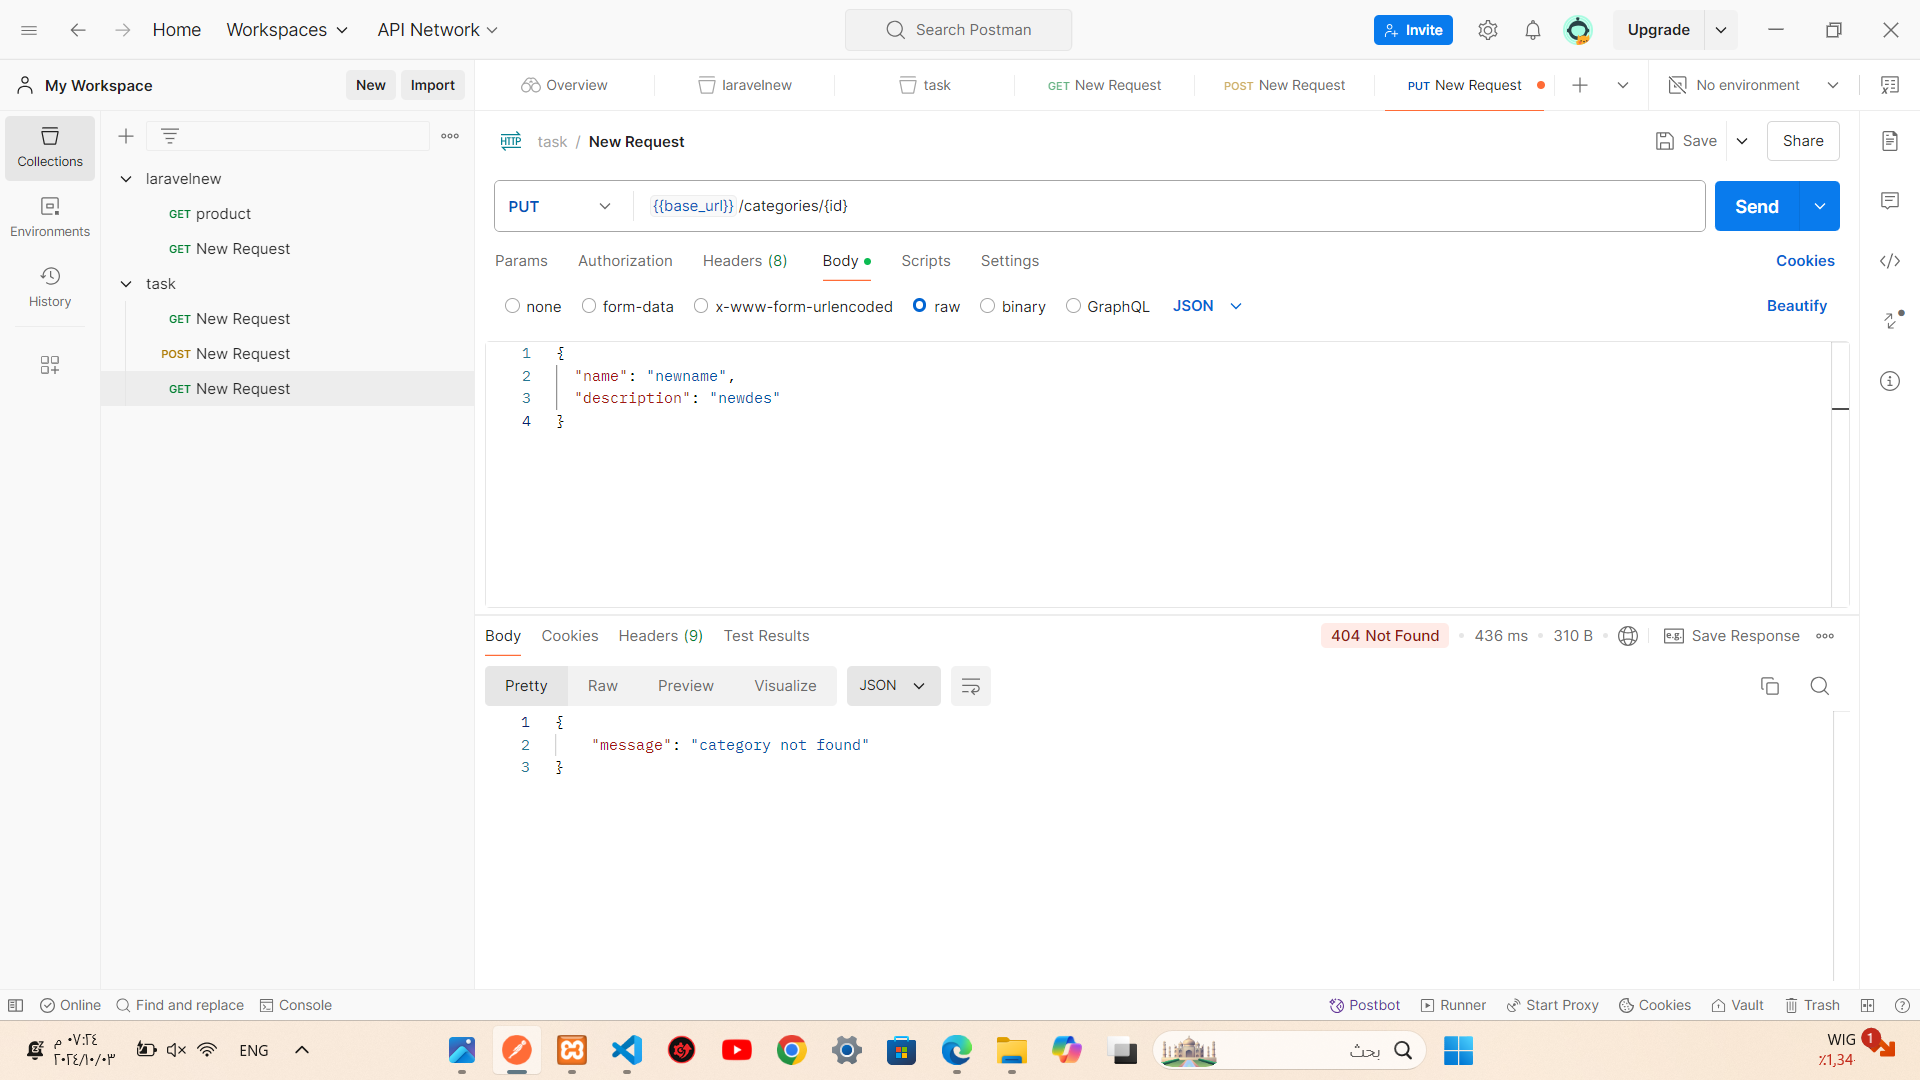 Home Workspaces API Network Search Postman Invite Upgrade
My Workspace New Import Overview laravelnew task GET New Request POST New Request PUT New Request No environment
Collections
Environments
History
laravelnew
GET product
GET New Request
task
GET New Request
POST New Request
GET New Request
HTTP task / New Request Save Share
PUT {{base_url}} /categories/{id} Send
Params Authorization Headers (8) Body Scripts Settings Cookies
none form-data x-www-form-urlencoded raw binary GraphQL JSON Beautify
1 {
2 "name": "newname",
3 "description": "newdes"
4 }
Body Cookies Headers (9) Test Results 404 Not Found 436 ms 310 B e.g. Save Response
Pretty Raw Preview Visualize JSON
1 {
2 "message": "category not found"
3 }
Online Find and replace Console Postbot Runner Start Proxy Cookies Vault Trash
٠٧:٢٤ م
٢٠٢٤/١٠/٠٣
ENG
بحث
WIG 1
٪1,34-